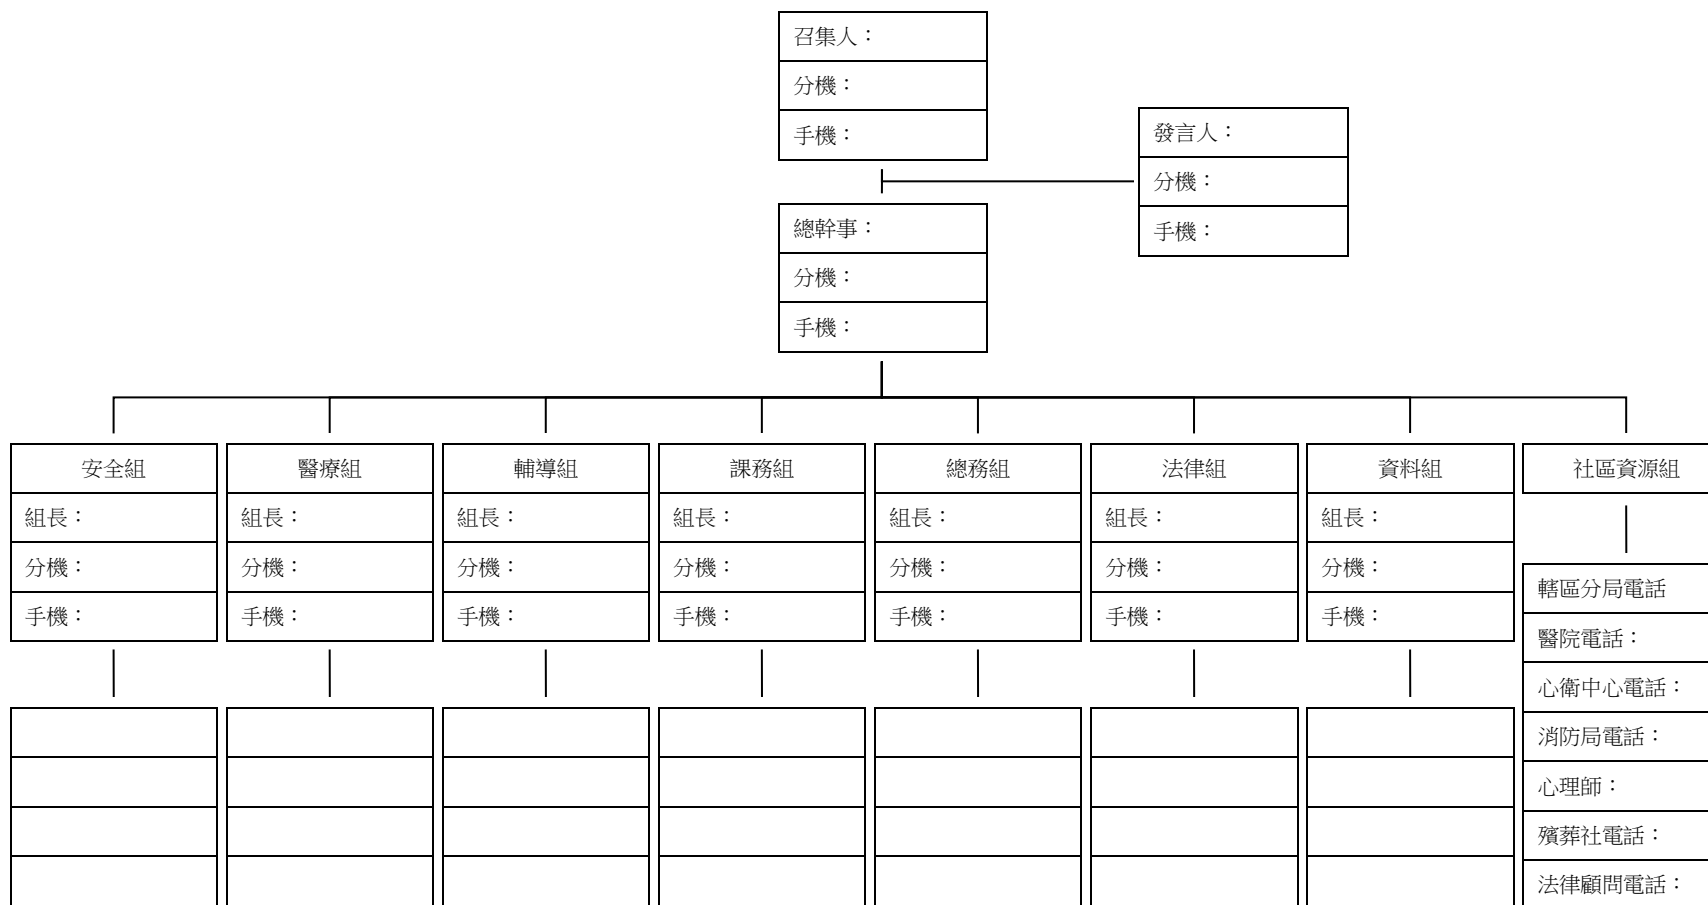 召集人：
分機：
手機：
發言人：
分機：
手機：
總幹事：
分機：
手機：
安全組
組長：
分機：
手機：
醫療組
組長：
分機：
手機：
輔導組
組長：
分機：
手機：
課務組
組長：
分機：
手機：
總務組
組長：
分機：
手機：
法律組
組長：
分機：
手機：
資料組
組長：
分機：
手機：
社區資源組
轄區分局電話
醫院電話：
心衛中心電話：
消防局電話：
心理師：
殯葬社電話：
法律顧問電話：